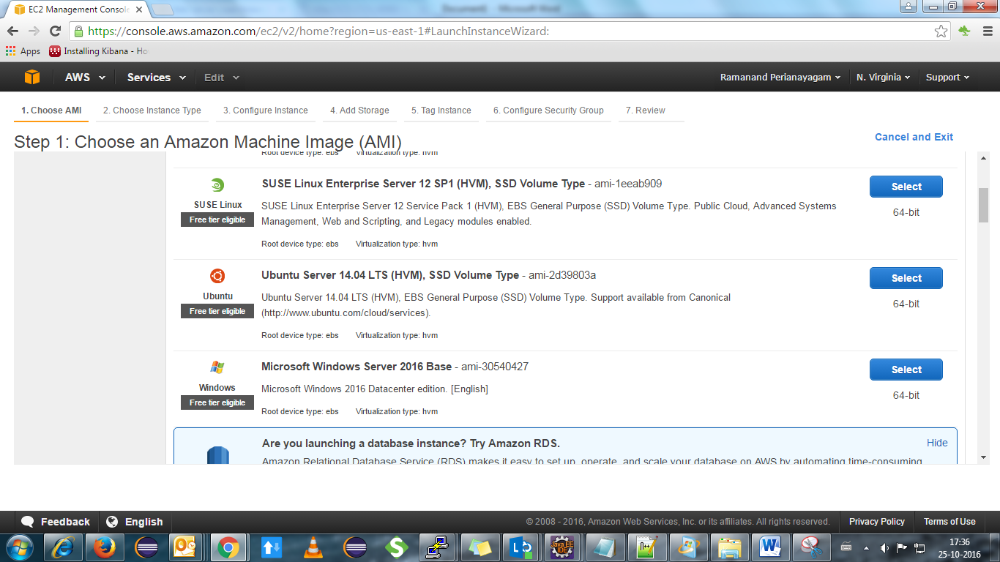 EC2 Management Console
Document1 - Microsoft Word
https://console.aws.amazon.com/ec2/v2/home?region=us-east-1#LaunchInstanceWizard:
Apps
Installing Kibana - Ho
AWS
Services
Edit
Ramanand Perianayagam
N. Virginia
Support
1. Choose AMI
2. Choose Instance Type
3. Configure Instance
4. Add Storage
5. Tag Instance
6. Configure Security Group
7. Review
Step 1: Choose an Amazon Machine Image (AMI)
Cancel and Exit
Root device type: ebs Virtualization type: hvm
SUSE Linux
Free tier eligible
SUSE Linux Enterprise Server 12 SP1 (HVM), SSD Volume Type - ami-1eeab909
SUSE Linux Enterprise Server 12 Service Pack 1 (HVM), EBS General Purpose (SSD) Volume Type. Public Cloud, Advanced Systems
Management, Web and Scripting, and Legacy modules enabled.
Root device type: ebs Virtualization type: hvm
Select
64-bit
Ubuntu
Free tier eligible
Ubuntu Server 14.04 LTS (HVM), SSD Volume Type - ami-2d39803a
Ubuntu Server 14.04 LTS (HVM), EBS General Purpose (SSD) Volume Type. Support available from Canonical
(http://www.ubuntu.com/cloud/services).
Root device type: ebs Virtualization type: hvm
Select
64-bit
Windows
Free tier eligible
Microsoft Windows Server 2016 Base - ami-30540427
Microsoft Windows 2016 Datacenter edition. [English]
Root device type: ebs Virtualization type: hvm
Select
64-bit
Are you launching a database instance? Try Amazon RDS.
Hide
Amazon Relational Database Service (RDS) makes it easy to set up, operate, and scale your database on AWS by automating time-consuming
Feedback
English
© 2008 - 2016, Amazon Web Services, Inc. or its affiliates. All rights reserved.
Privacy Policy
Terms of Use
Java EE
IDE
17:36
25-10-2016